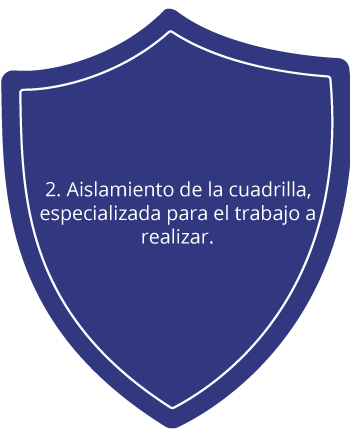 2. Aislamiento de la cuadrilla,
especializada para el trabajo a
realizar.